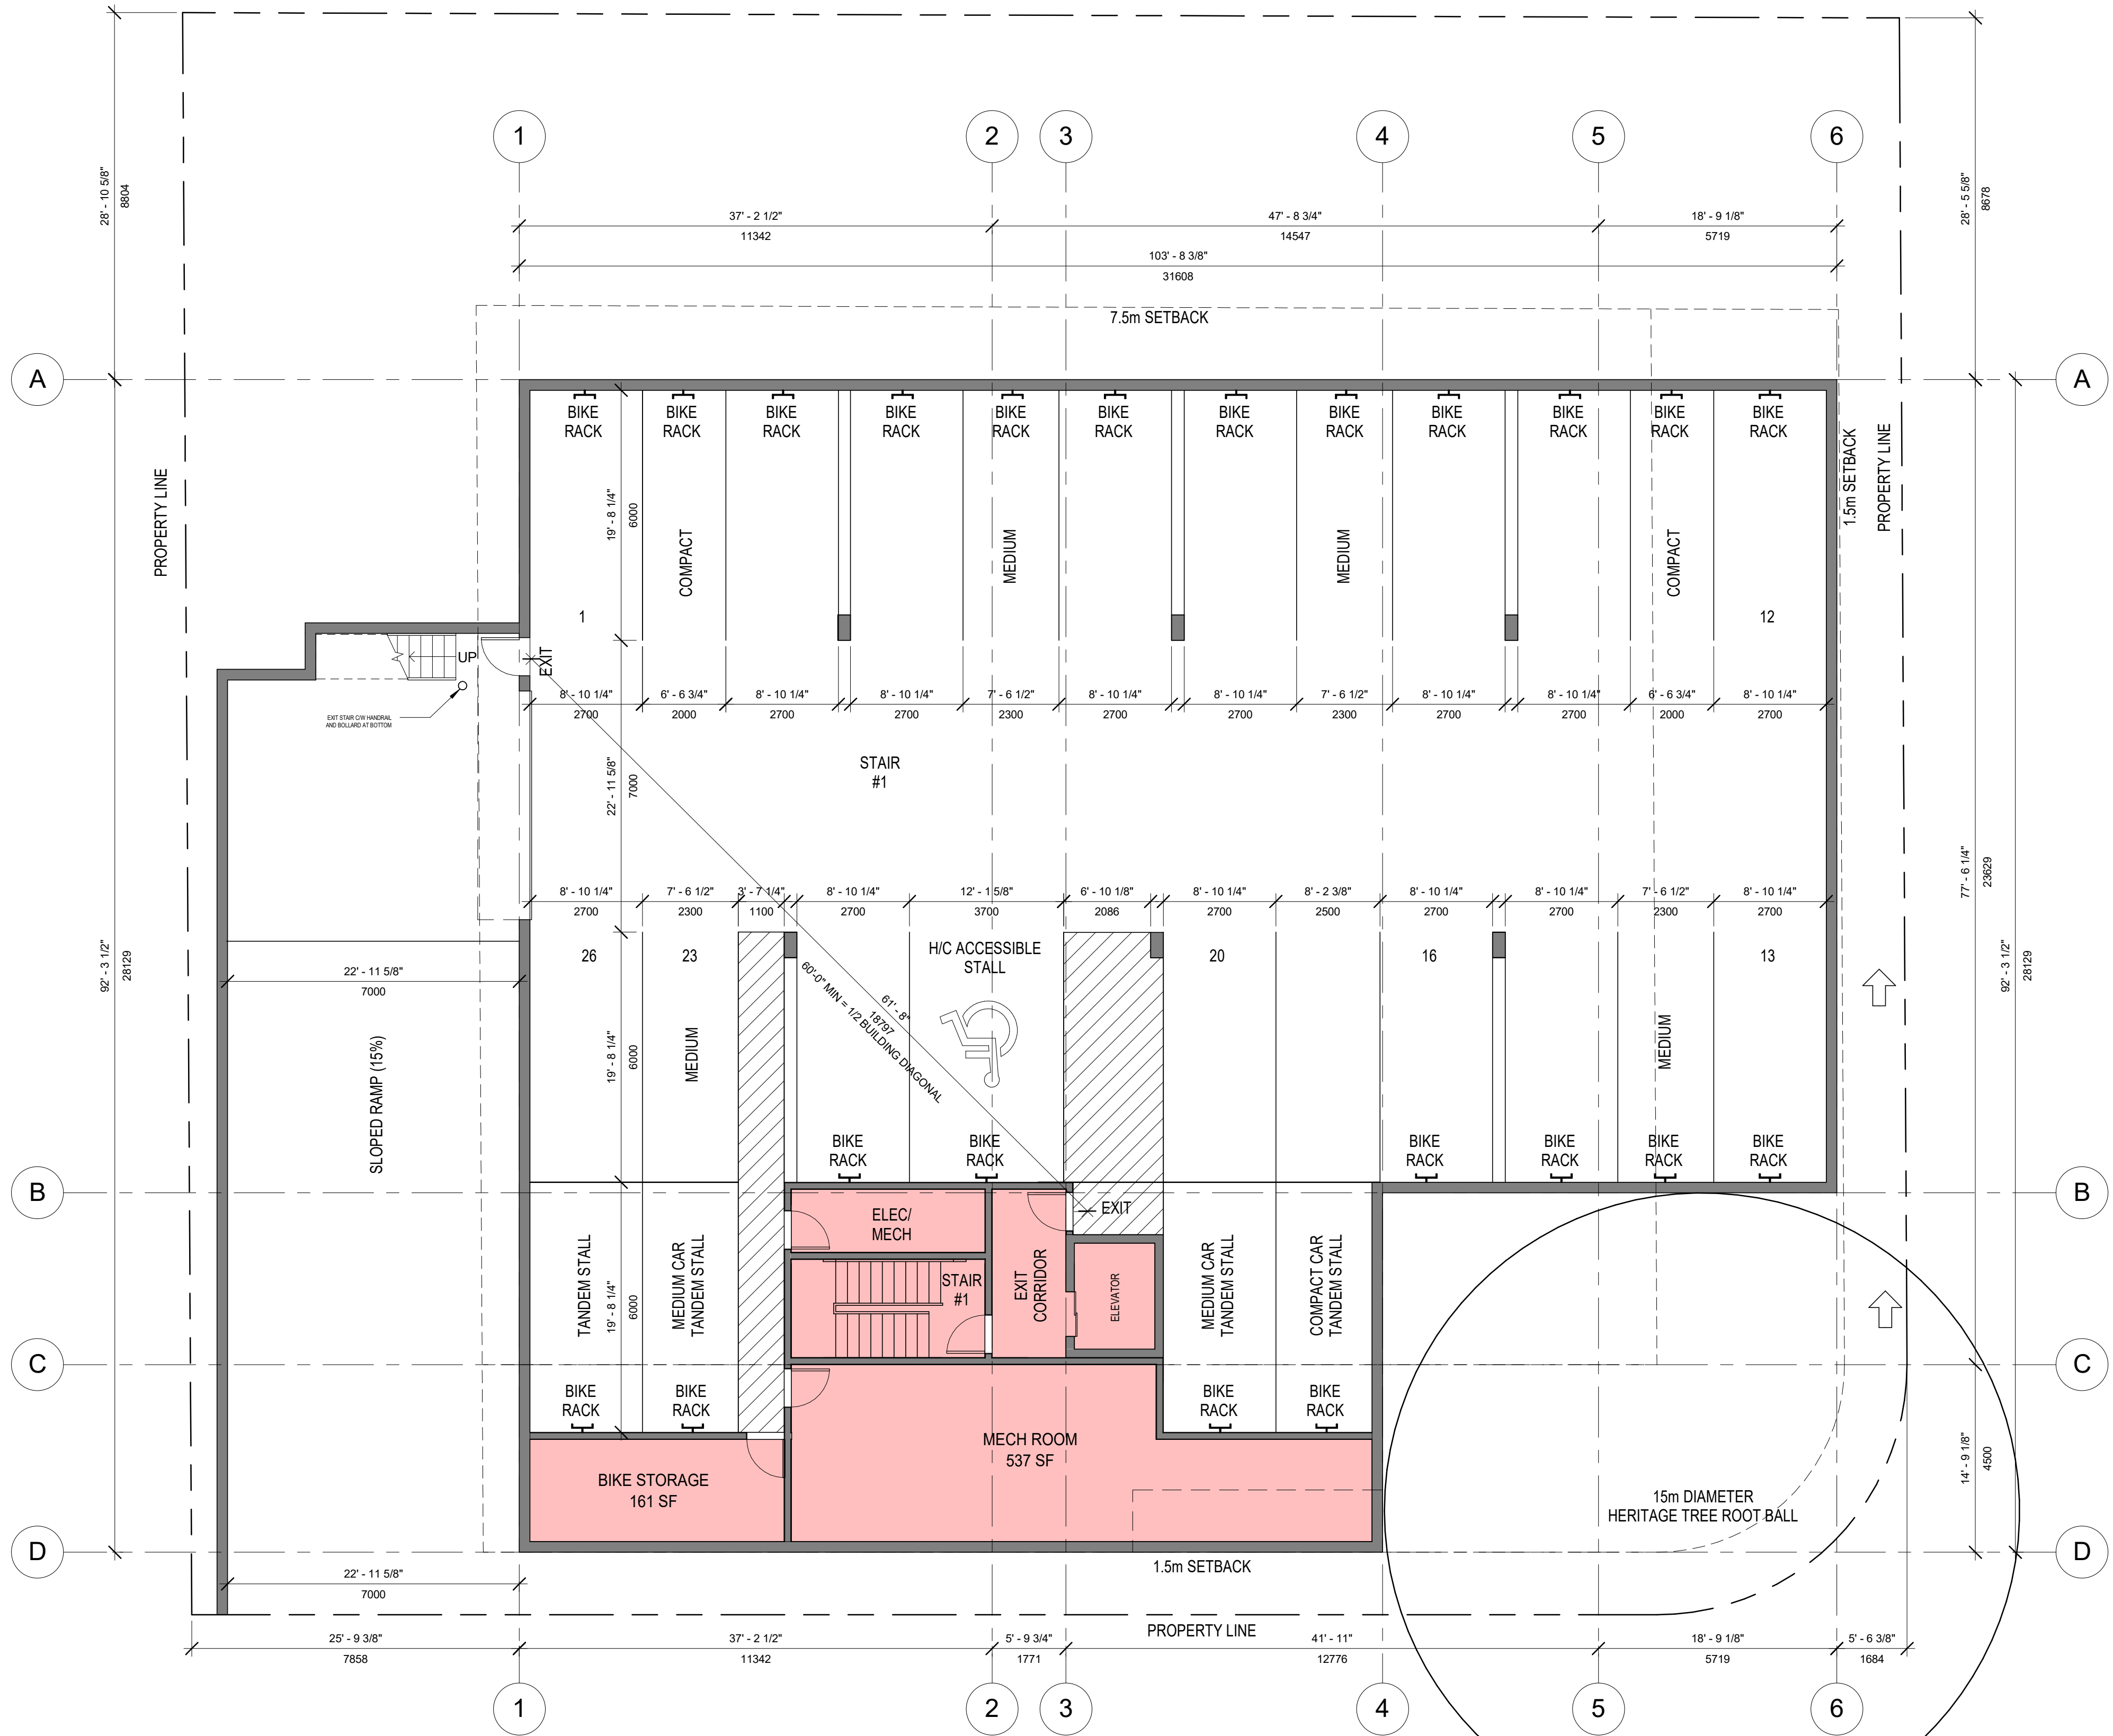 1
2
3
4
5
6
28' - 10 5/8"
8804
28' - 5 5/8"
8678
37' - 2 1/2"
11342
47' - 8 3/4"
14547
18' - 9 1/8"
5719
103' - 8 3/8"
31608
7.5m SETBACK
A
A
BIKE
RACK
BIKE
RACK
BIKE
RACK
BIKE
RACK
BIKE
RACK
BIKE
RACK
BIKE
RACK
BIKE
RACK
BIKE
RACK
BIKE
RACK
BIKE
RACK
BIKE
RACK
PROPERTY LINE
1.5m SETBACK
PROPERTY LINE
19' - 8 1/4"
6000
COMPACT
MEDIUM
MEDIUM
COMPACT
1
12
UP
EXIT
EXIT STAIR C/W HANDRAIL
AND BOLLARD AT BOTTOM
8' - 10 1/4"
2700
6' - 6 3/4"
2000
8' - 10 1/4"
2700
8' - 10 1/4"
2700
7' - 6 1/2"
2300
8' - 10 1/4"
2700
8' - 10 1/4"
2700
7' - 6 1/2"
2300
8' - 10 1/4"
2700
8' - 10 1/4"
2700
6' - 6 3/4"
2000
8' - 10 1/4"
2700
STAIR
#1
22' - 11 5/8"
7000
77' - 6 1/4"
23629
8' - 10 1/4"
2700
7' - 6 1/2"
2300
3' - 7 1/4"
1100
8' - 10 1/4"
2700
12' - 1 5/8"
3700
6' - 10 1/8"
2086
8' - 10 1/4"
2700
8' - 2 3/8"
2500
8' - 10 1/4"
2700
8' - 10 1/4"
2700
7' - 6 1/2"
2300
8' - 10 1/4"
2700
92' - 3 1/2"
28129
92' - 3 1/2"
28129
26
23
H/C ACCESSIBLE
STALL
20
16
13
22' - 11 5/8"
7000
61' - 8"
18797
60'-0" MIN = 1/2 BUILDING DIAGONAL
SLOPED RAMP (15%)
19' - 8 1/4"
6000
MEDIUM
MEDIUM
BIKE
RACK
BIKE
RACK
BIKE
RACK
BIKE
RACK
BIKE
RACK
BIKE
RACK
B
B
ELEC/
MECH
EXIT
TANDEM STALL
19' - 8 1/4"
6000
MEDIUM CAR
TANDEM STALL
STAIR
#1
EXIT
CORRIDOR
ELEVATOR
MEDIUM CAR
TANDEM STALL
COMPACT CAR
TANDEM STALL
C
C
BIKE
RACK
BIKE
RACK
BIKE
RACK
BIKE
RACK
MECH ROOM
537 SF
BIKE STORAGE
161 SF
14' - 9 1/8"
4500
15m DIAMETER
HERITAGE TREE ROOT BALL
D
D
1.5m SETBACK
22' - 11 5/8"
7000
PROPERTY LINE
25' - 9 3/8"
7858
37' - 2 1/2"
11342
5' - 9 3/4"
1771
41' - 11"
12776
18' - 9 1/8"
5719
5' - 6 3/8"
1684
1
2
3
4
5
6